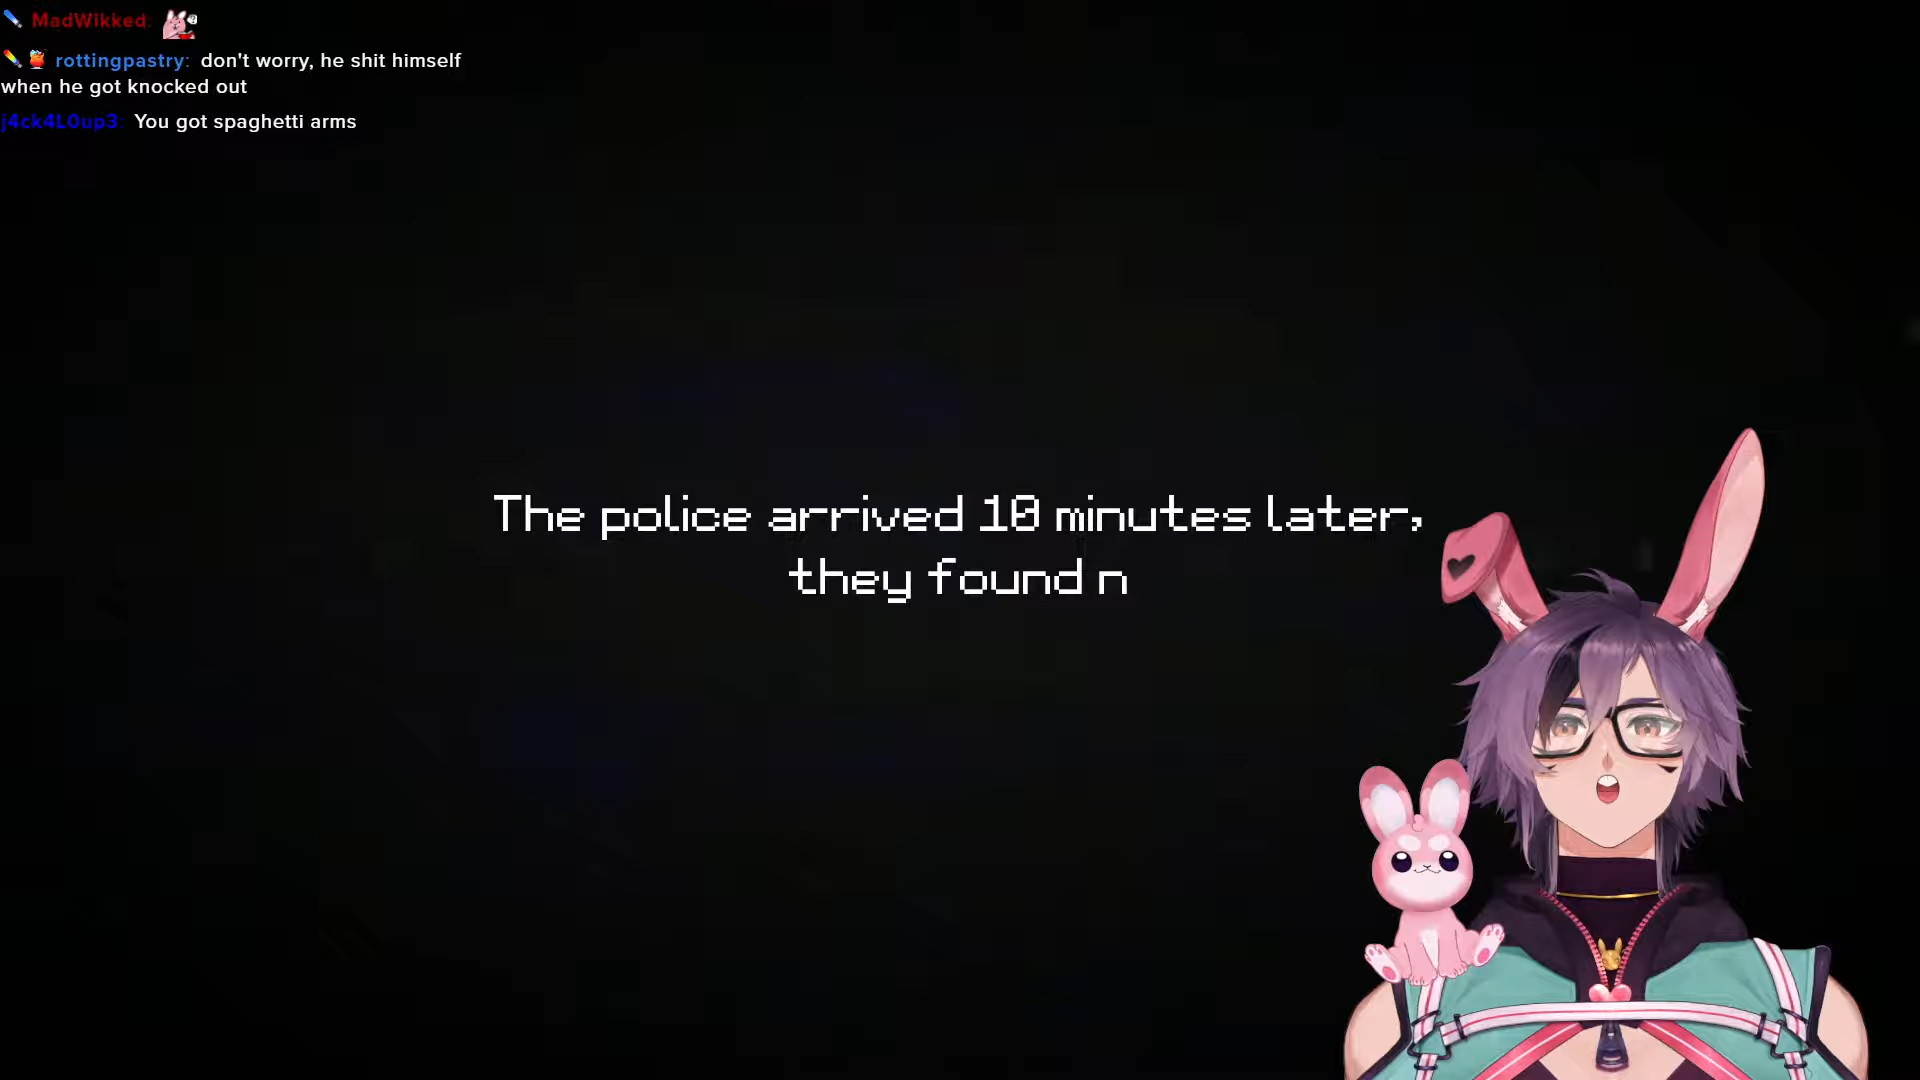 MadWikked:
rottingpastry: don't worry, he shit himself
when he got knocked out
j4ck4L0up3: You got spaghetti arms
The police arrived 10 minutes later,
they found n